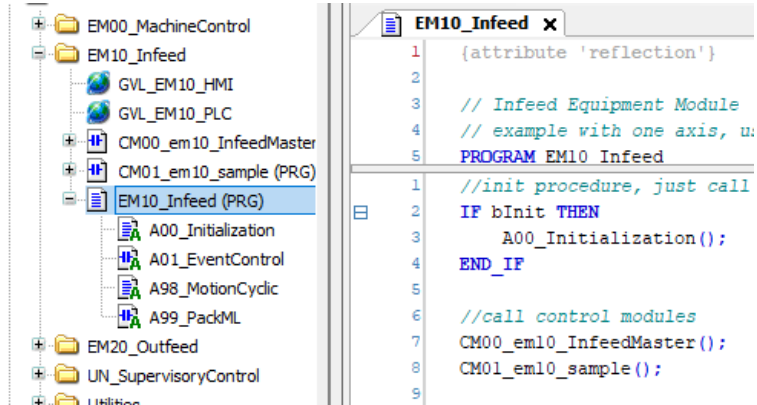 EM00_MachineControl
EM10_Infeed
GVL_EM10_HMI
GVL_EM10_PLC
CM00_em10_InfeedMaster
CM01_em10_sample (PRG)
EM10_Infeed (PRG)
A00_Initialization
A01_EventControl
A98_MotionCyclic
A99_PackML
EM20_Outfeed
UN_SupervisoryControl
Utilities
EM10_Infeed x
1 {attribute 'reflection'}
2
3 // Infeed Equipment Module
4 // example with one axis,
5 PROGRAM EM10_Infeed
1 //init procedure, just call
2 IF bInit THEN
3 A00_Initialization();
4 END_IF
5
6 //call control modules
7 CM00_em10_InfeedMaster();
8 CM01_em10_sample();
9